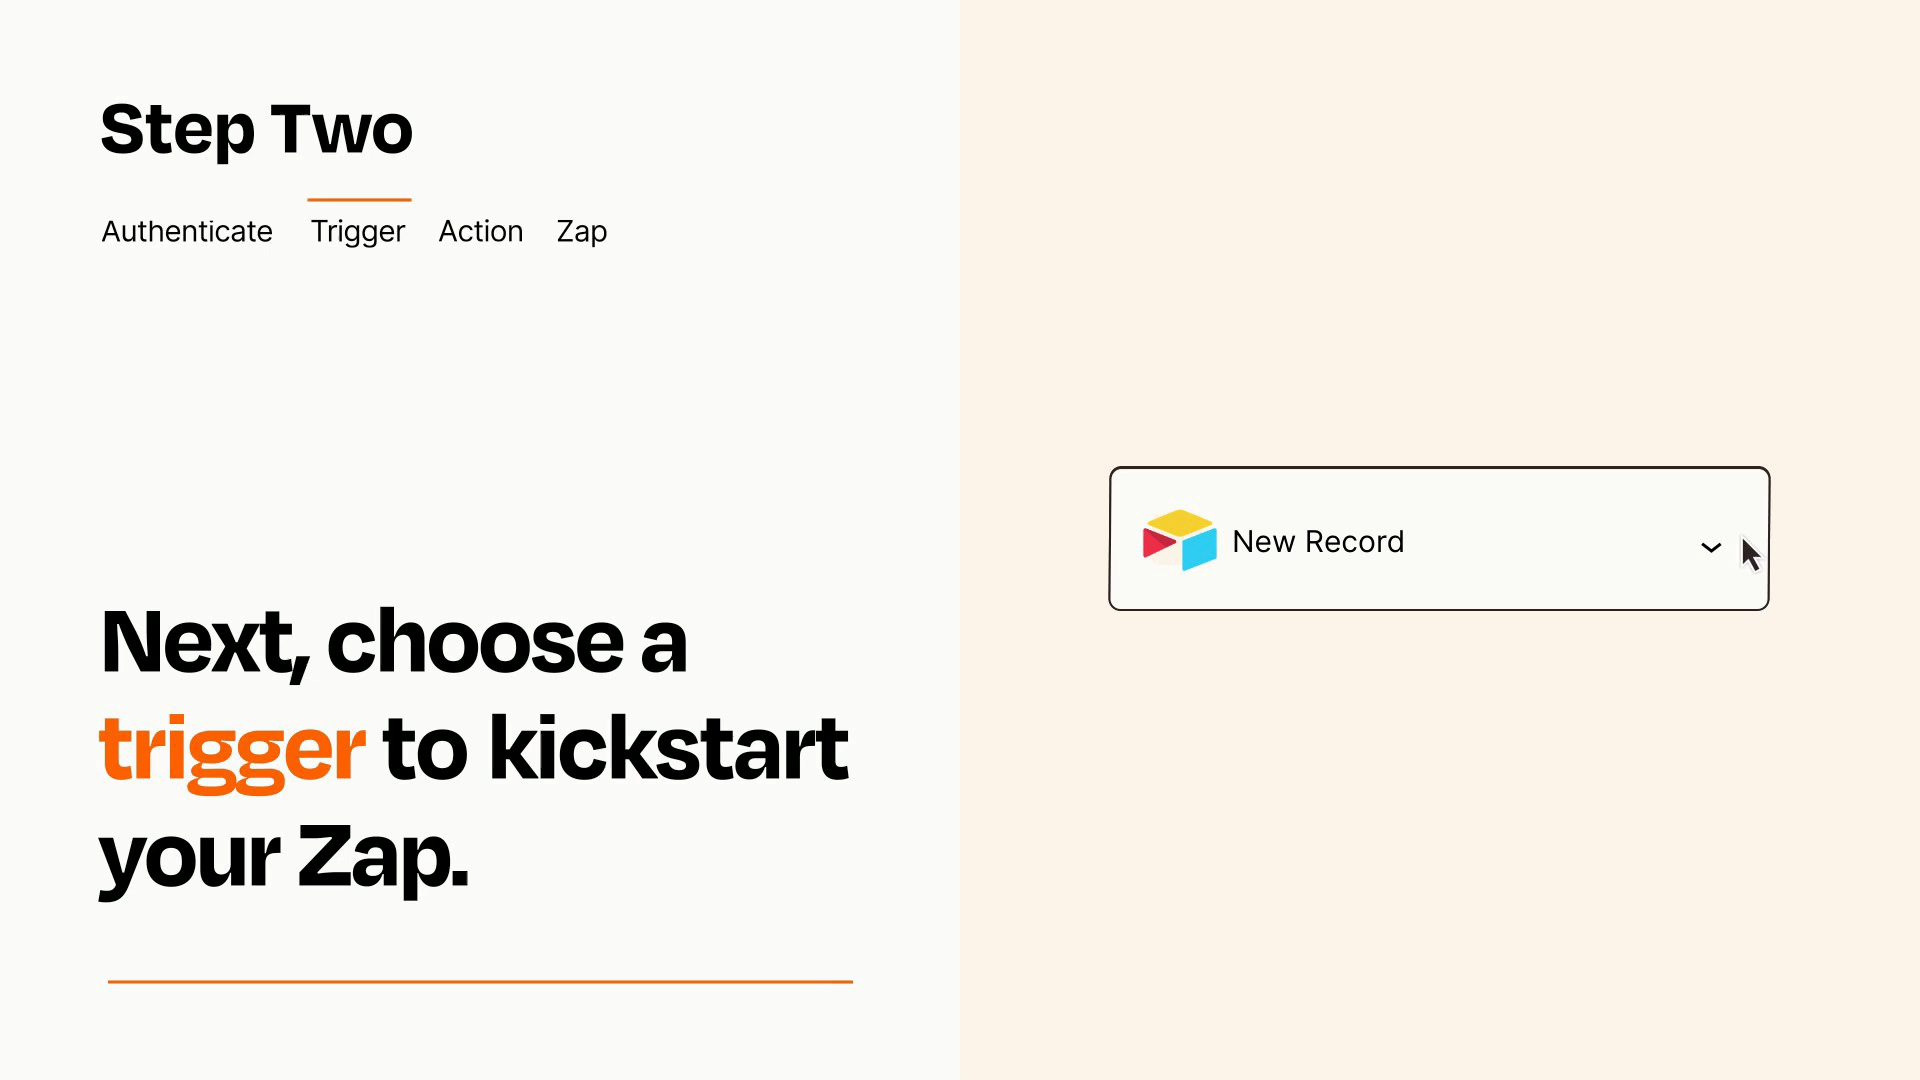 Step Two
Authenticate Trigger Action Zap
Next, choose a
trigger to kickstart
your Zap.
New Record